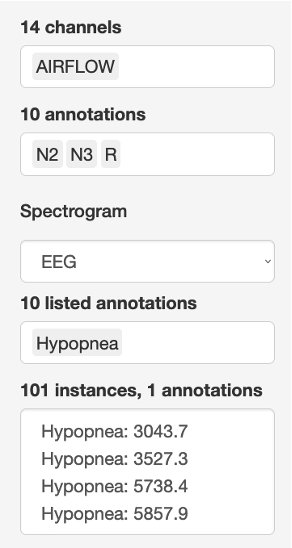 14 channels
AIRFLOW
10 annotations
N2 N3 R
Spectrogram
EEG
10 listed annotations
Hypopnea
101 instances, 1 annotations
Hypopnea: 3043.7
Hypopnea: 3527.3
Hypopnea: 5738.4
Hypopnea: 5857.9